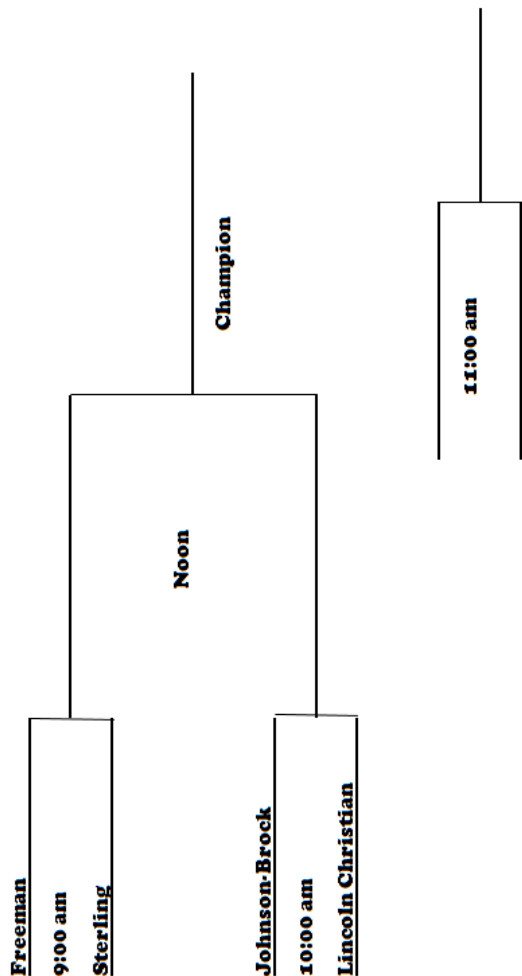 Freeman
9:00 am
Sterling
Johnson-Brock
10:00 am
Lincoln Christian
Noon
Champion
11:00 am